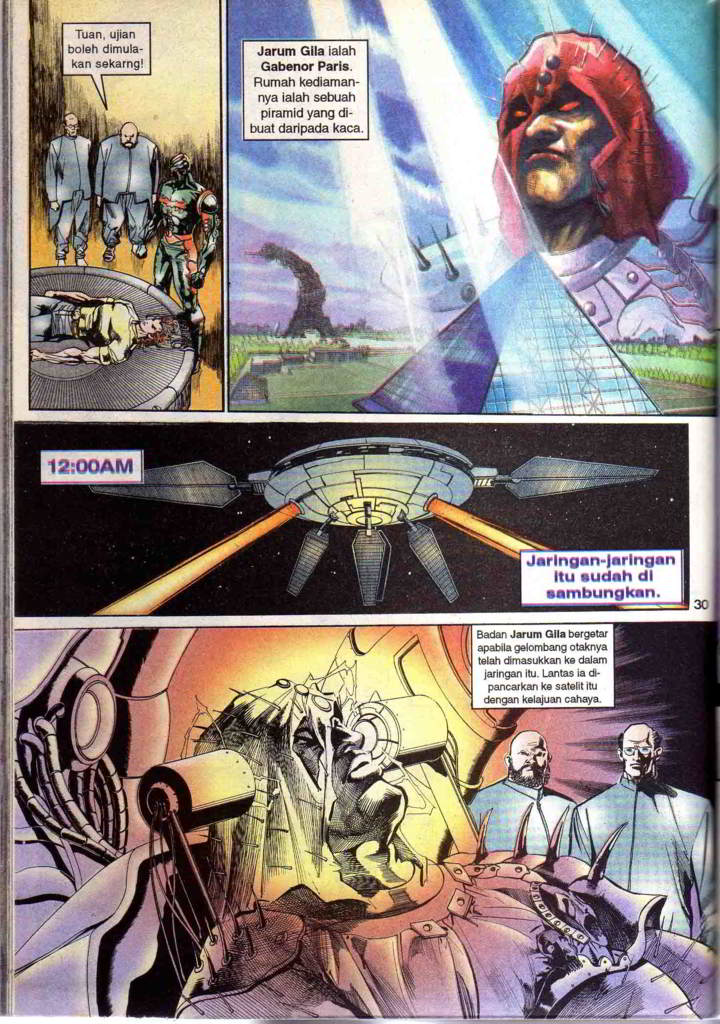 Tuan, ujian
boleh dimula-
kan sekarng!
Jarum Gila ialah
Gabenor Paris.
Rumah kediaman-
nya ialah sebuah
piramid yang di-
buat daripada kaca.
12:00AM
Jaringan-jaringan
itu sudah di
sambungkan.
30
Badan Jarum Gila bergetar
apabila gelombang otaknya
telah dimasukkan ke dalam
jaringan itu. Lantas ia di-
pancarkan ke satelit itu
dengan kelajuan cahaya.